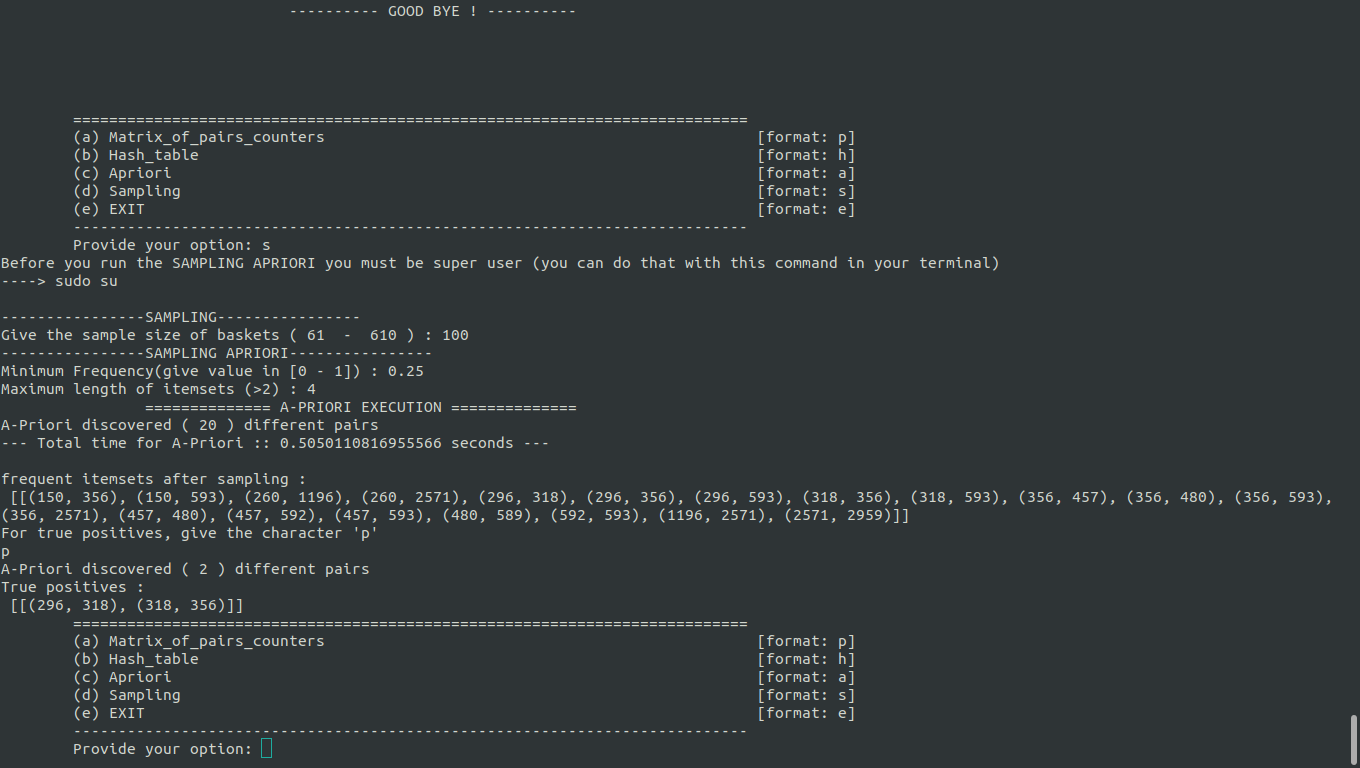 ---------- GOOD BYE ! ----------
===========================================================================
(a) Matrix_of_pairs_counters [format: p]
(b) Hash_table [format: h]
(c) Apriori [format: a]
(d) Sampling [format: s]
(e) EXIT [format: e]
---------------------------------------------------------------------------
Provide your option: s
Before you run the SAMPLING APRIORI you must be super user (you can do that with this command in your terminal)
----> sudo su
----------------SAMPLING----------------
Give the sample size of baskets ( 61  -  610 ) : 100
----------------SAMPLING APRIORI----------------
Minimum Frequency(give value in [0 - 1]) : 0.25
Maximum length of itemsets (>2) : 4
============== A-PRIORI EXECUTION ==============
A-Priori discovered ( 20 ) different pairs
--- Total time for A-Priori :: 0.5050110816955566 seconds ---
frequent itemsets after sampling :
[[(150, 356), (150, 593), (260, 1196), (260, 2571), (296, 318), (296, 356), (296, 593), (318, 356), (318, 593), (356, 457), (356, 480), (356, 593),
(356, 2571), (457, 480), (457, 592), (457, 593), (480, 589), (592, 593), (1196, 2571), (2571, 2959)]]
For true positives, give the character 'p'
p
A-Priori discovered ( 2 ) different pairs
True positives :
[[(296, 318), (318, 356)]]
===========================================================================
(a) Matrix_of_pairs_counters [format: p]
(b) Hash_table [format: h]
(c) Apriori [format: a]
(d) Sampling [format: s]
(e) EXIT [format: e]
---------------------------------------------------------------------------
Provide your option: